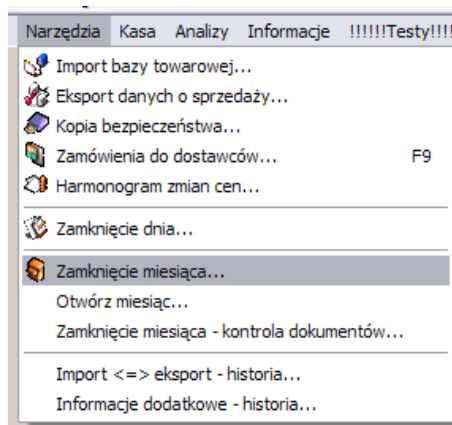 Narzędzia Kasa Analizy Informacje !!!!!!Testy!!!!
Import bazy towarowej...
Eksport danych o sprzedaży...
Kopia bezpieczeństwa...
Zamówienia do dostawców... F9
Harmonogram zmian cen...
Zamknięcie dnia...
Zamknięcie miesiąca...
Otwórz miesiąc...
Zamknięcie miesiąca - kontrola dokumentów...
Import <=> eksport - historia...
Informacje dodatkowe - historia...